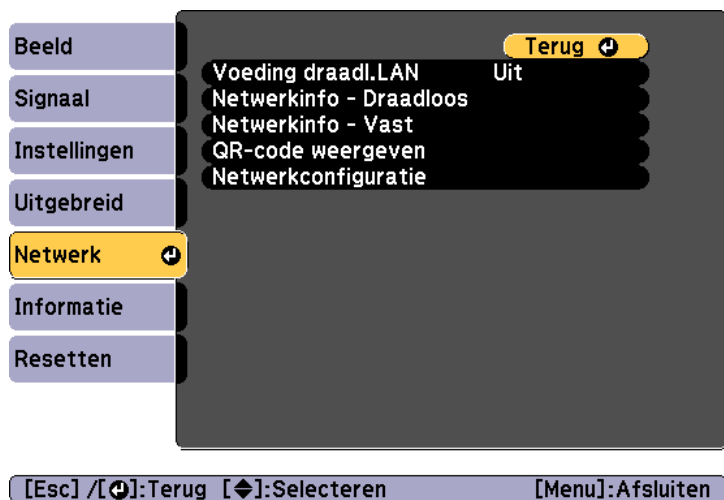 Beeld
Signaal
Instellingen
Uitgebreid
Netwerk
Informatie
Resetten
Terug
Voeding draadl.LAN Uit
Netwerkinfo - Draadloos
Netwerkinfo - Vast
QR-code weergeven
Netwerkconfiguratie
[Esc] /[⏎]:Terug [◆]:Selecteren [Menu]:Afsluiten